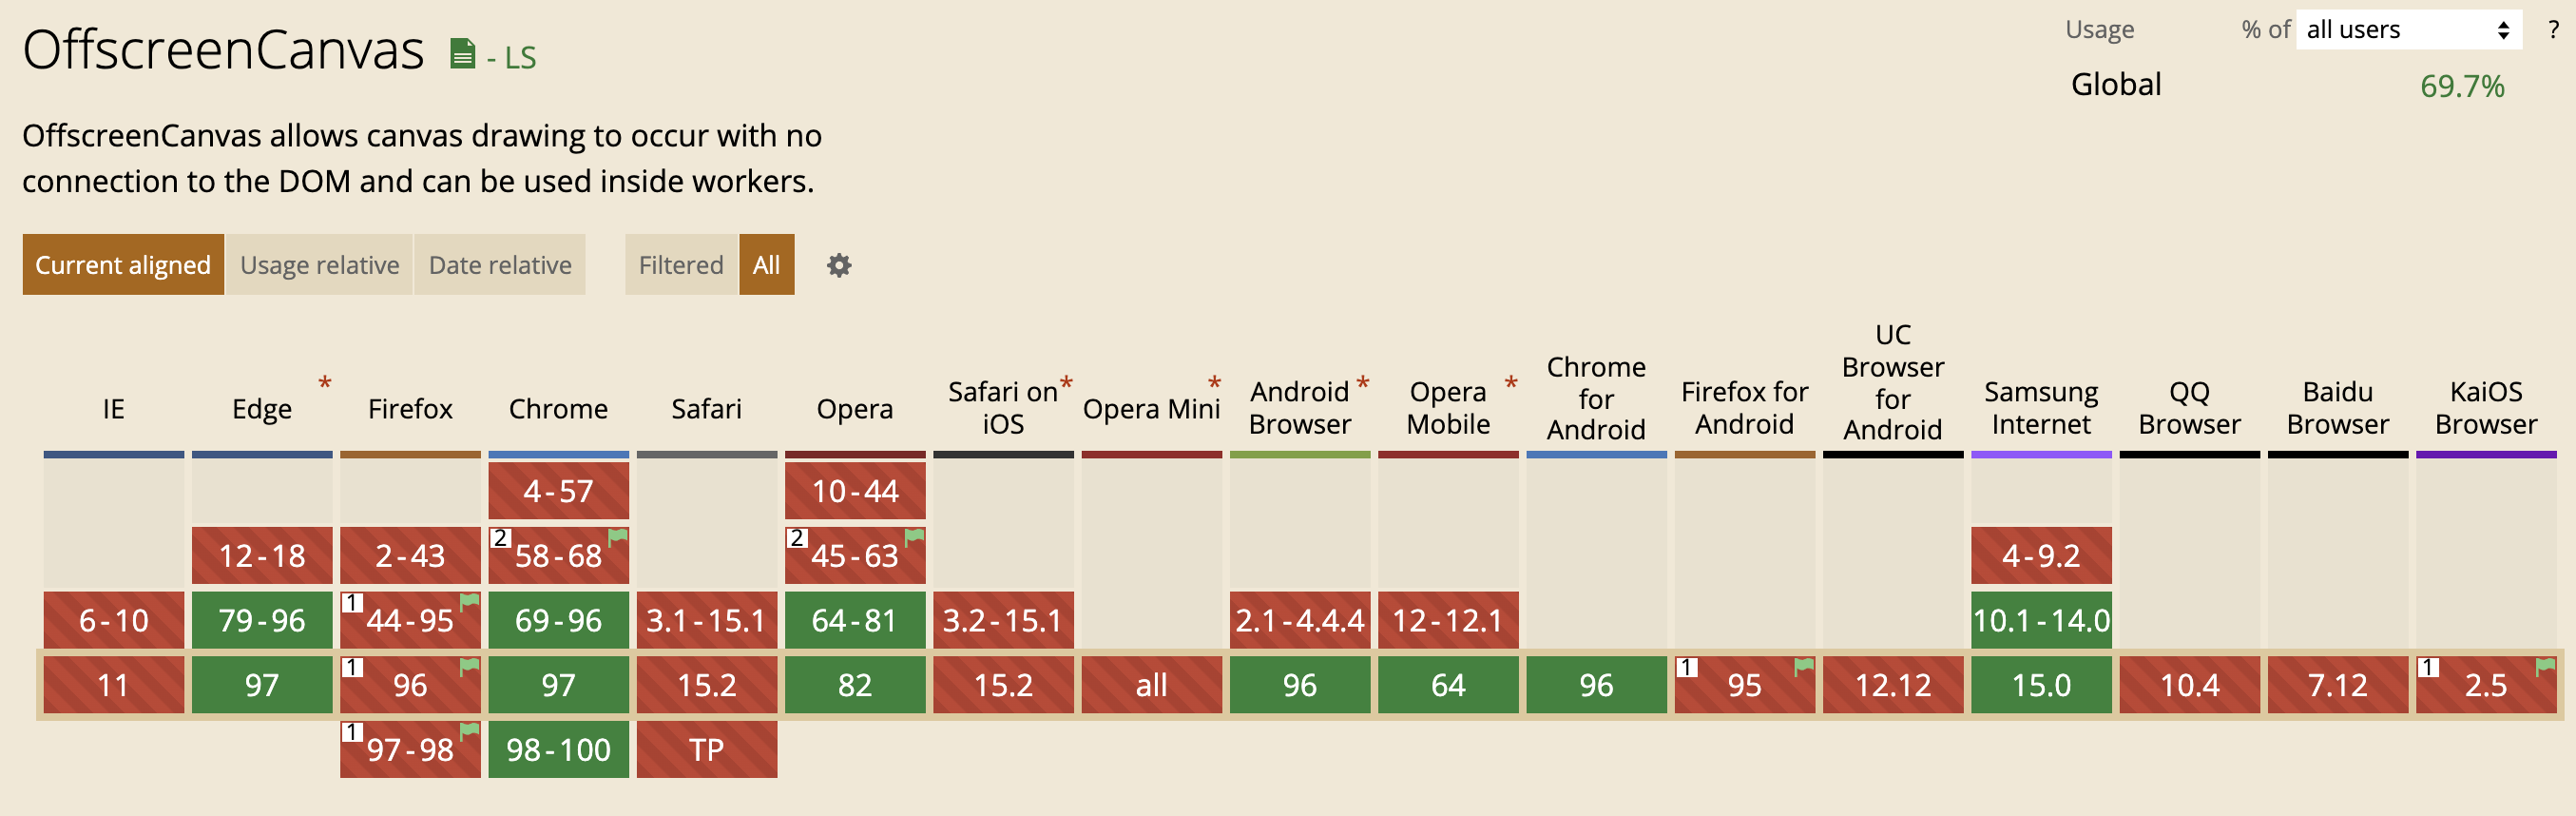 OffscreenCanvas - LS
Usage % of all users ?
Global 69.7%
OffscreenCanvas allows canvas drawing to occur with no
connection to the DOM and can be used inside workers.
Current aligned Usage relative Date relative Filtered All
IE
Edge *
Firefox
Chrome
Safari
Opera
Safari on *
iOS
Opera Mini *
Android *
Browser
Opera *
Mobile
Chrome
for
Android
Firefox for
Android
UC
Browser
for
Android
Samsung
Internet
QQ
Browser
Baidu
Browser
KaiOS
Browser
4-57 10-44
12-18 2-43 2 58-68 2 45-63 4-9.2
6-10 79-96 1 44-95 69-96 3.1-15.1 64-81 3.2-15.1 2.1-4.4.4 12-12.1 10.1-14.0
11 97 1 96 97 15.2 82 15.2 all 96 64 96 1 95 12.12 15.0 10.4 7.12 1 2.5
1 97-98 98-100 TP